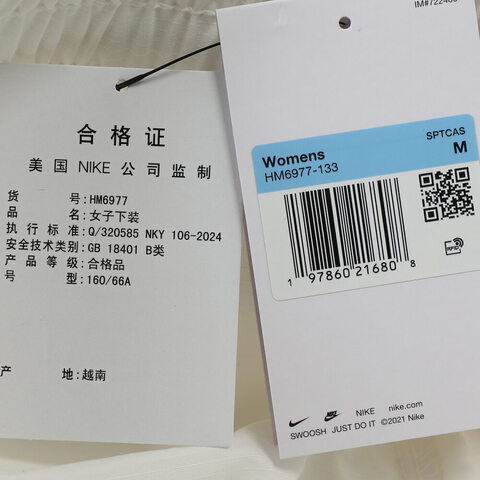 合格证
美国 NIKE 公司监制
货 号: HM6977
品 名: 女子下装
执行标准: Q/320585 NKY 106-2024
安全技术类别: GB 18401 B类
产品等级: 合格品
号 型: 160/66A
产 地: 越南
SPTCAS
Womens M
HM6977-133
1 97860 21680 8
NIKE nike.com
SWOOSH JUST DO IT ©2021 Nike